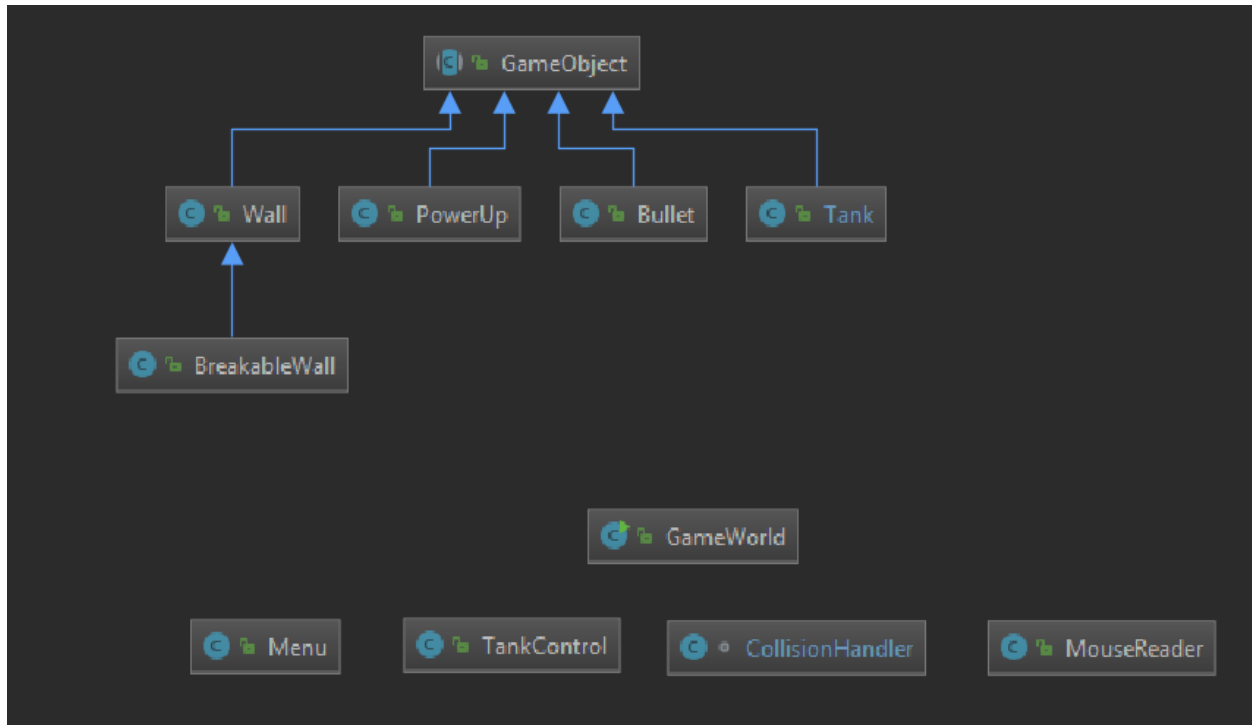 GameObject
Wall
PowerUp
Bullet
Tank
BreakableWall
GameWorld
Menu
TankControl
CollisionHandler
MouseReader